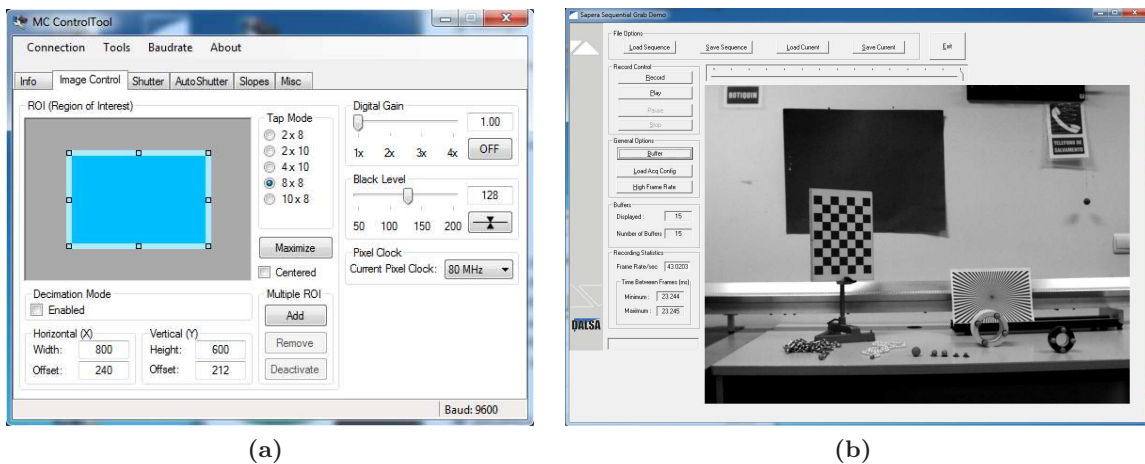 MC ControlTool
Connection Tools Baudrate About
Info Image Control Shutter AutoShutter Slopes Misc
ROI (Region of Interest)
Tap Mode
2 x 8
2 x 10
4 x 10
8 x 8
10 x 8
Maximize
Centered
Decimation Mode
Enabled
Multiple ROI
Add
Remove
Deactivate
Horizontal (X)
Width: 800
Offset: 240
Vertical (Y)
Height: 600
Offset: 212
Digital Gain
1.00
1x 2x 3x 4x OFF
Black Level
128
50 100 150 200
Pixel Clock
Current Pixel Clock: 80 MHz
Baud: 9600
(a)
Sapera Sequential Grab Demo
File Options
Load Sequence Save Sequence Load Current Save Current Exit
Record Control
Record
Play
Pause
Stop
General Options
Buffer
Load Acq Config
High Frame Rate
Buffers
Displayed : 15
Number of Buffers 15
Recording Statistics
Frame Rate/sec 43.0203
Time Between Frames (ms)
Minimum : 23.244
Maximum : 23.245
DALSA
BOTIQUIN
TELEFONO DE
SALVAMENTO
(b)